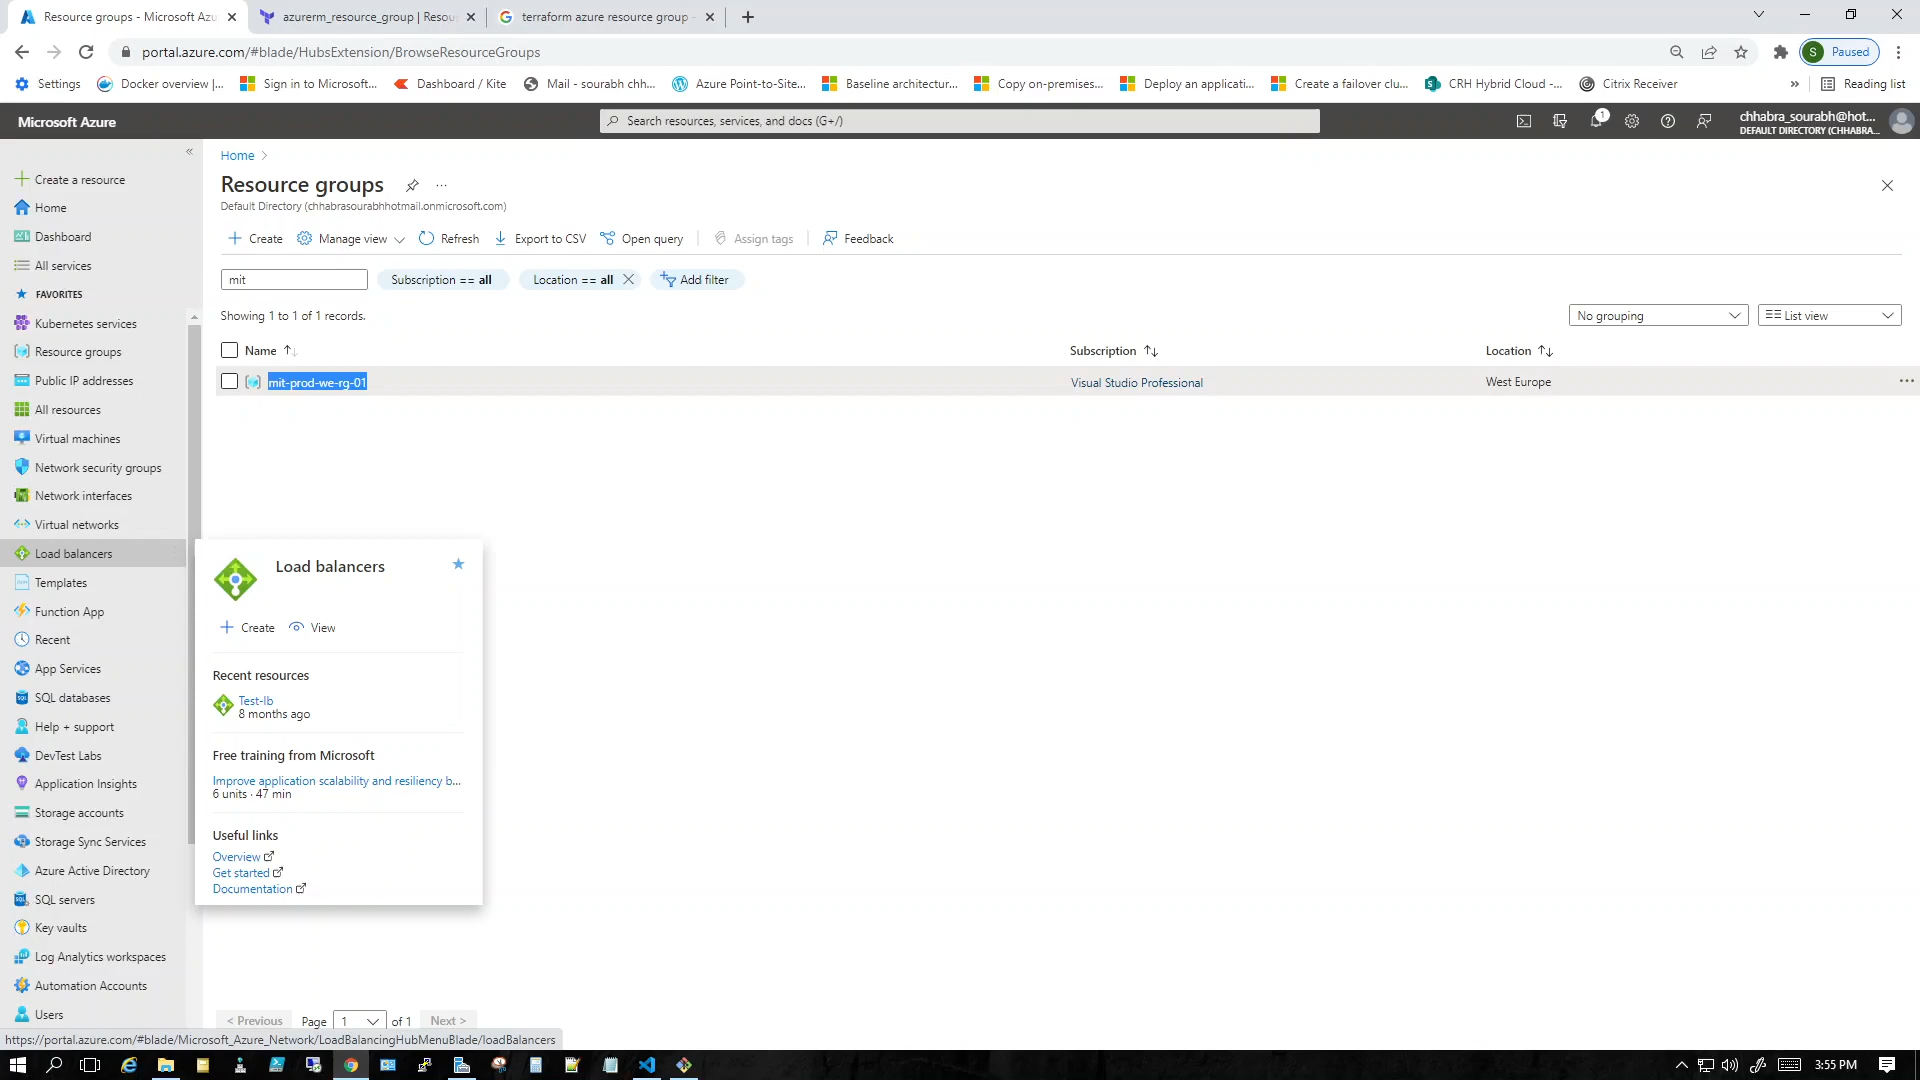 Resource groups - Microsoft Azu
azurerm_resource_group | Resou
terraform azure resource group -
portal.azure.com/#blade/HubsExtension/BrowseResourceGroups
S Paused
Settings
Docker overview |...
Sign in to Microsoft...
Dashboard / Kite
Mail - sourabh chh...
Azure Point-to-Site...
Baseline architectur...
Copy on-premises...
Deploy an applicati...
Create a failover clu...
CRH Hybrid Cloud -...
Citrix Receiver
»
Reading list
Microsoft Azure
Search resources, services, and docs (G+/)
1
chhabra_sourabh@hot...
DEFAULT DIRECTORY (CHHABRA...
«
Create a resource
Home
Dashboard
All services
FAVORITES
Kubernetes services
Resource groups
Public IP addresses
All resources
Virtual machines
Network security groups
Network interfaces
Virtual networks
Load balancers
Templates
Function App
Recent
App Services
SQL databases
Help + support
DevTest Labs
Application Insights
Storage accounts
Storage Sync Services
Azure Active Directory
SQL servers
Key vaults
Log Analytics workspaces
Automation Accounts
Users
Home >
Resource groups
...
Default Directory (chhabrasourabhhotmail.onmicrosoft.com)
Create
Manage view
Refresh
Export to CSV
Open query
Assign tags
Feedback
mit
Subscription == all
Location == all
Add filter
Showing 1 to 1 of 1 records.
No grouping
List view
Name
Subscription
Location
mit-prod-we-rg-01
Visual Studio Professional
West Europe
...
Load balancers
Create
View
Recent resources
Test-lb
8 months ago
Free training from Microsoft
Improve application scalability and resiliency b...
6 units · 47 min
Useful links
Overview
Get started
Documentation
< Previous
Page
1
of 1
Next >
https://portal.azure.com/#blade/Microsoft_Azure_Network/LoadBalancingHubMenuBlade/loadBalancers
3:55 PM